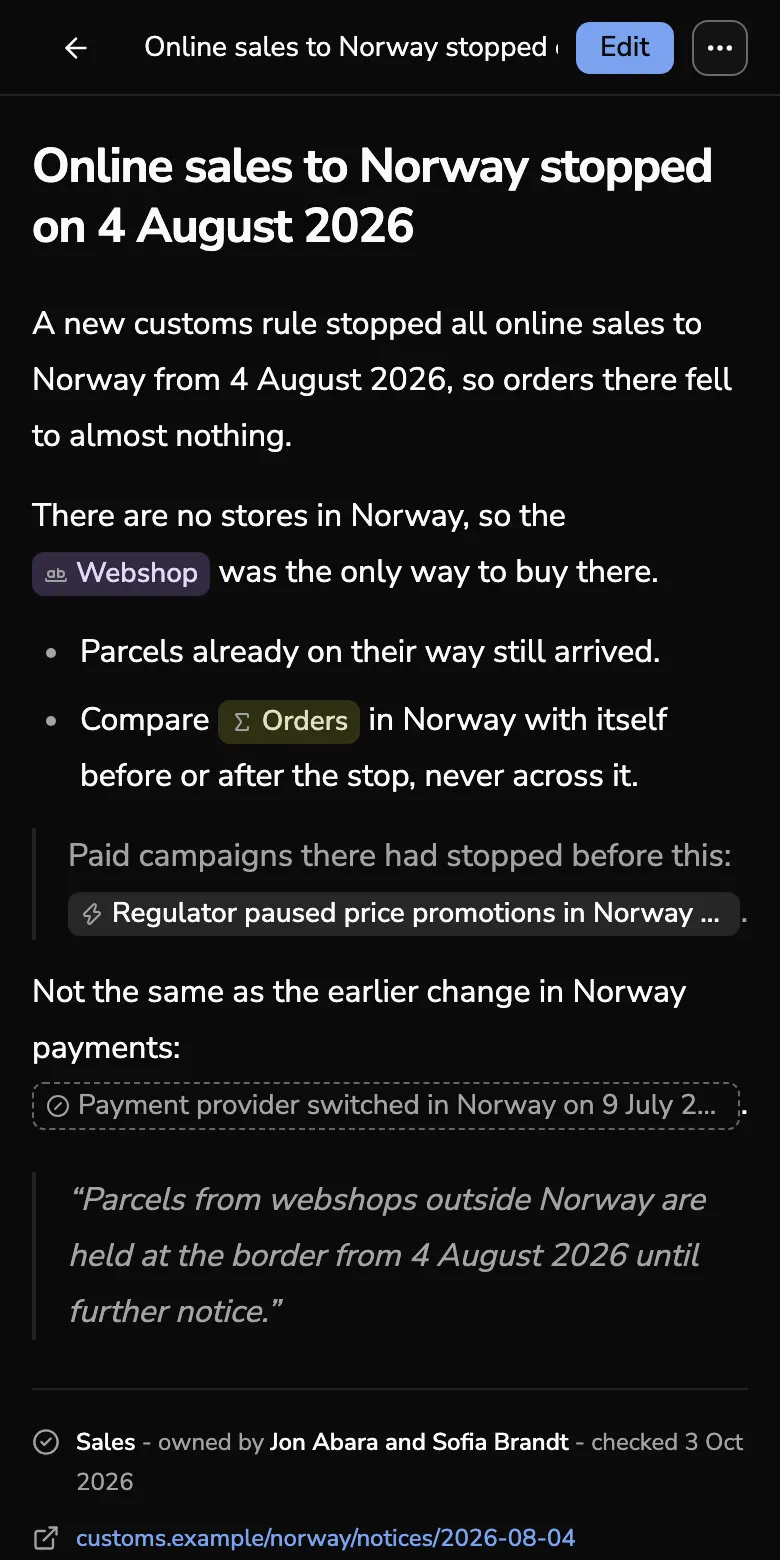 Online sales to Norway stopped
Edit
Online sales to Norway stopped
on 4 August 2026
A new customs rule stopped all online sales to
Norway from 4 August 2026, so orders there fell
to almost nothing.
There are no stores in Norway, so the
Webshop was the only way to buy there.
• Parcels already on their way still arrived.
• Compare Σ Orders in Norway with itself
before or after the stop, never across it.
Paid campaigns there had stopped before this:
Regulator paused price promotions in Norway ... .
Not the same as the earlier change in Norway
payments:
Payment provider switched in Norway on 9 July 2... .
“Parcels from webshops outside Norway are
held at the border from 4 August 2026 until
further notice.”
Sales - owned by Jon Abara and Sofia Brandt - checked 3 Oct
2026
customs.example/norway/notices/2026-08-04